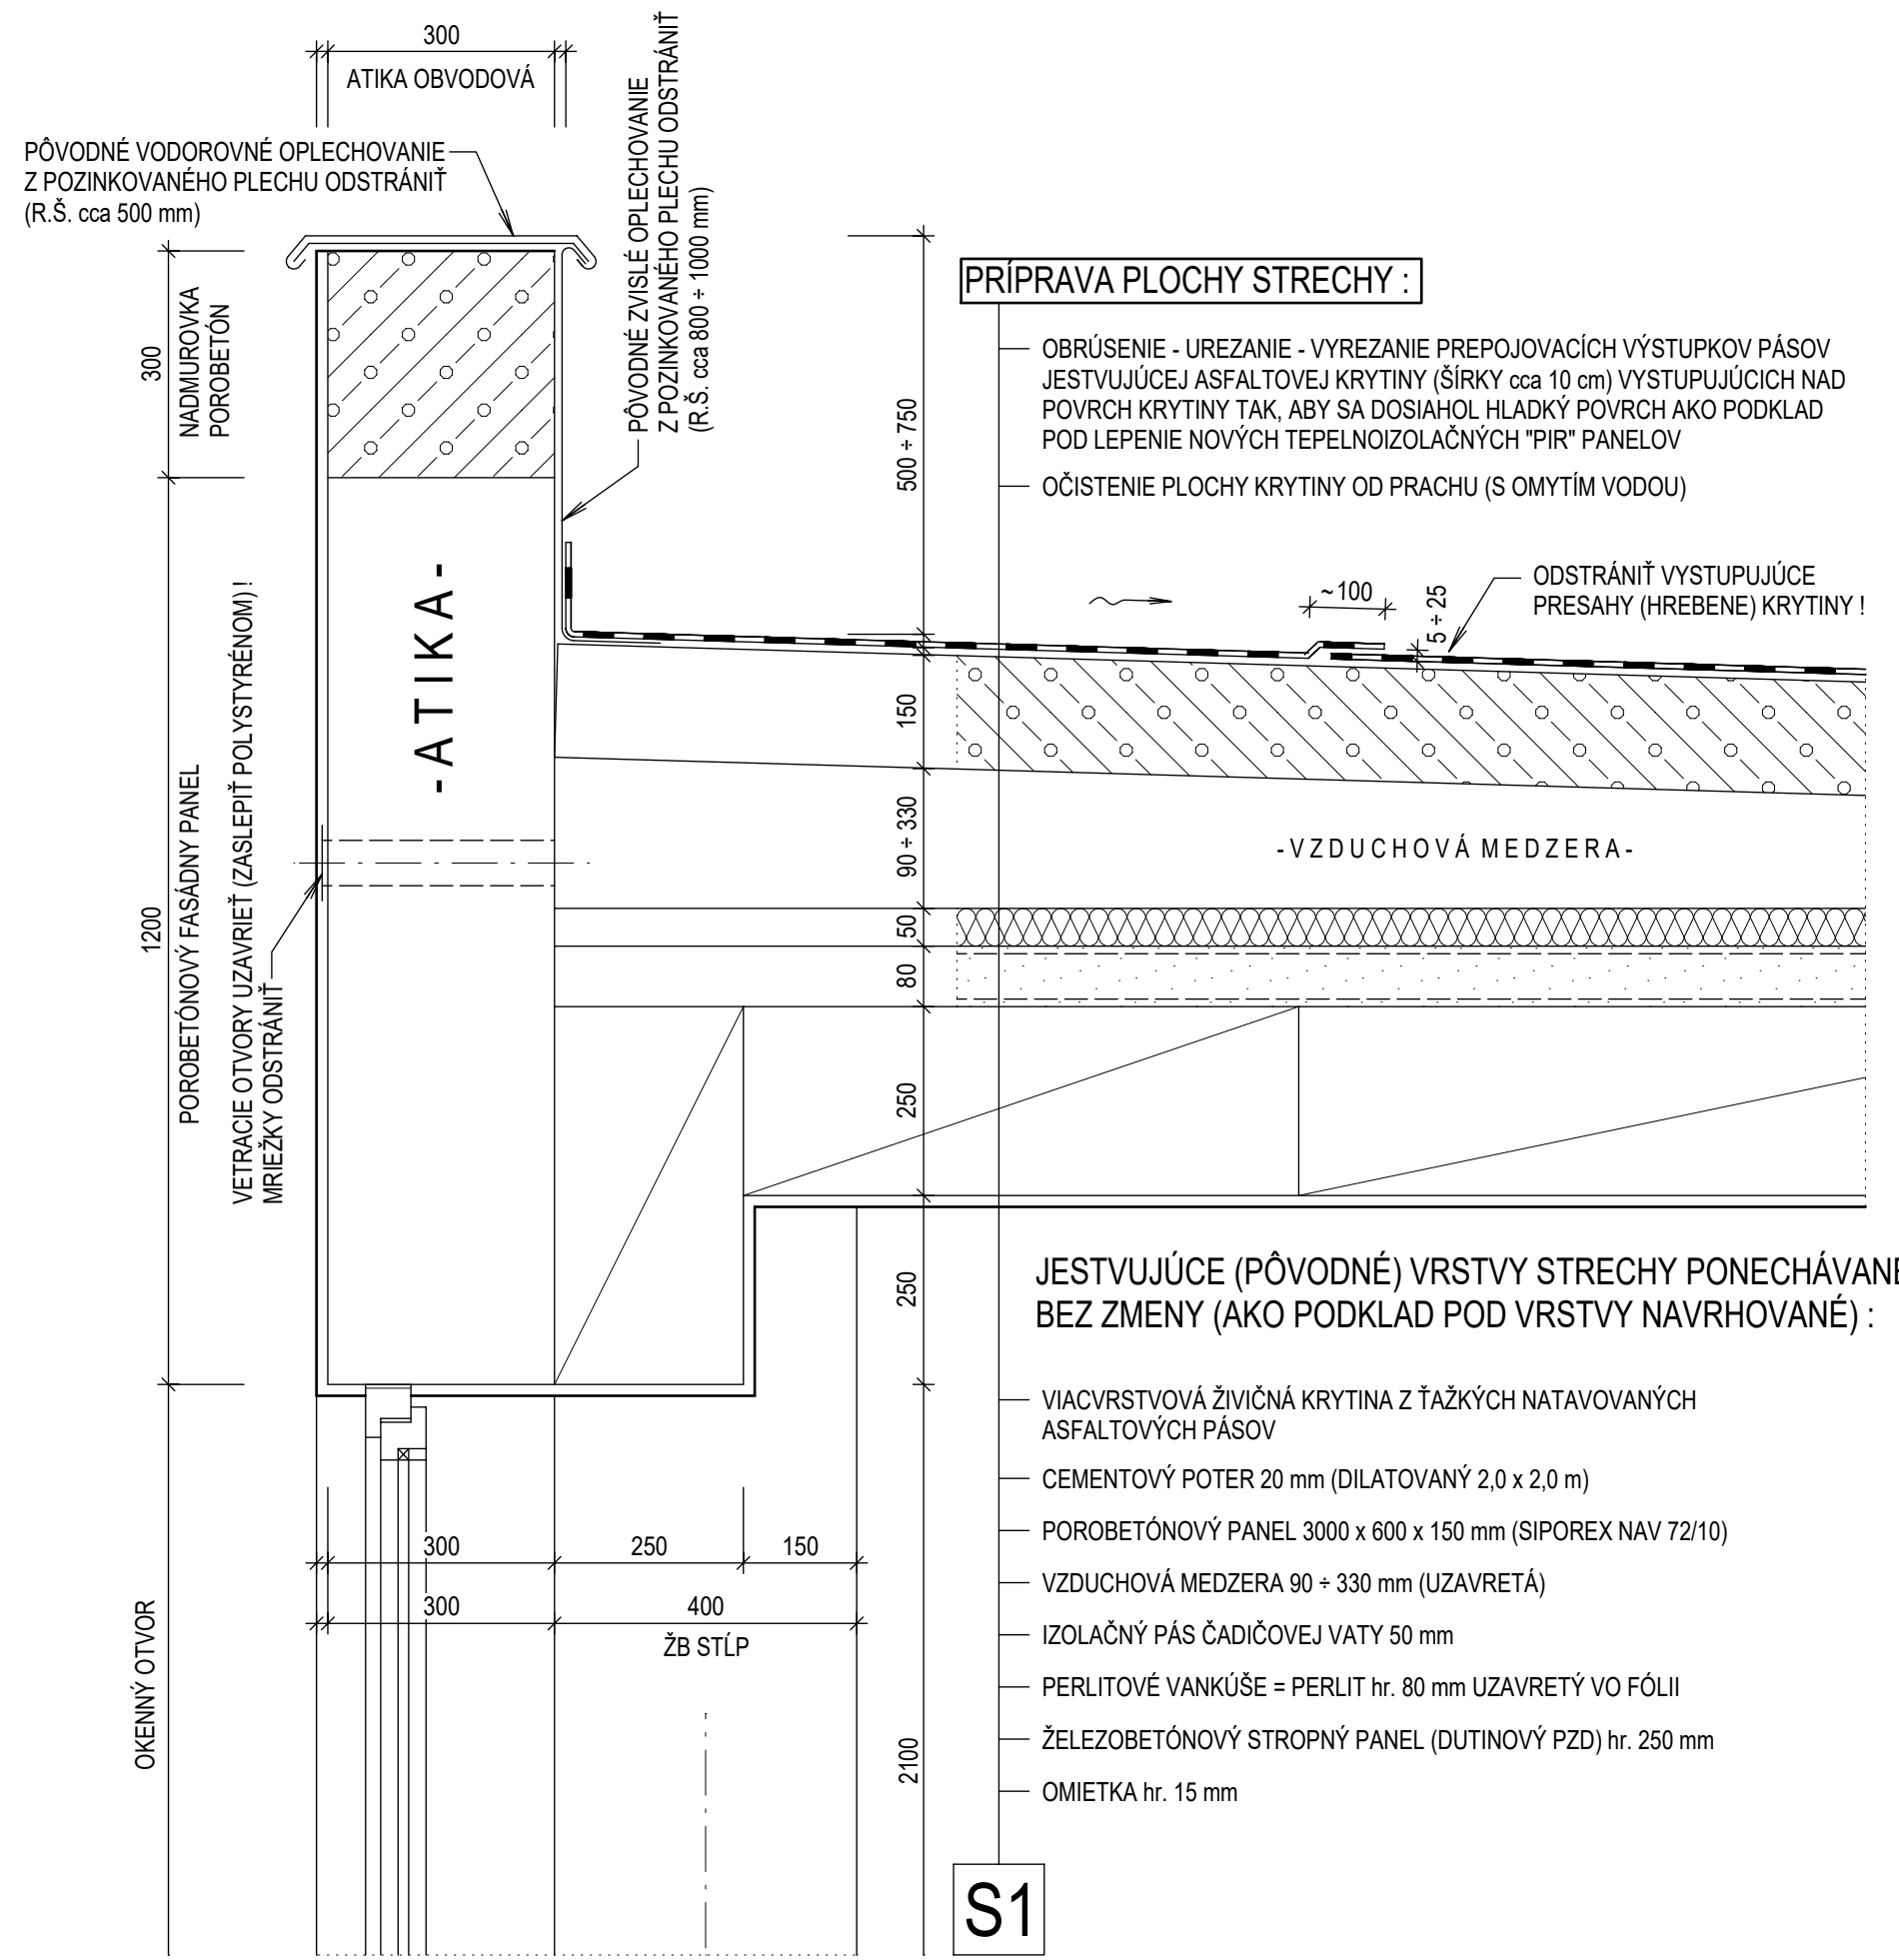 300
ATIKA OBVODOVÁ
PÔVODNÉ VODOROVNÉ OPLECHOVANIE
Z POZINKOVANÉHO PLECHU ODSTRÁNIŤ
(R.Š. cca 500 mm)
PÔVODNÉ ZVISLÉ OPLECHOVANIE
Z POZINKOVANÉHO PLECHU ODSTRÁNIŤ
(R.Š. cca 800 ÷ 1000 mm)
300
NADMUROVKA
POROBETÓN
1200
POROBETÓNOVÝ FASÁDNY PANEL
VETRACIE OTVORY UZAVRIEŤ (ZASLEPIŤ POLYSTYRÉNOM) !
MRIEŽKY ODSTRÁNIŤ
- A T I K A -
OKENNÝ OTVOR
500 ÷ 750
150
90 ÷ 330
50
80
250
250
2100
PRÍPRAVA PLOCHY STRECHY :
OBRÚSENIE - UREZANIE - VYREZANIE PREPOJOVACÍCH VÝSTUPKOV PÁSOV
JESTVUJÚCEJ ASFALTOVEJ KRYTINY (ŠÍRKY cca 10 cm) VYSTUPUJÚCICH NAD
POVRCH KRYTINY TAK, ABY SA DOSIAHOL HLADKÝ POVRCH AKO PODKLAD
POD LEPENIE NOVÝCH TEPELNOIZOLAČNÝCH "PIR" PANELOV
OČISTENIE PLOCHY KRYTINY OD PRACHU (S OMYTÍM VODOU)
~100
5 ÷ 25
ODSTRÁNIŤ VYSTUPUJÚCE
PRESAHY (HREBENE) KRYTINY !
- V Z D U C H O V Á  M E D Z E R A -
JESTVUJÚCE (PÔVODNÉ) VRSTVY STRECHY PONECHÁVANÉ
BEZ ZMENY (AKO PODKLAD POD VRSTVY NAVRHOVANÉ) :
VIACVRSTVOVÁ ŽIVIČNÁ KRYTINA Z ŤAŽKÝCH NATAVOVANÝCH
ASFALTOVÝCH PÁSOV
CEMENTOVÝ POTER 20 mm (DILATOVANÝ 2,0 x 2,0 m)
POROBETÓNOVÝ PANEL 3000 x 600 x 150 mm (SIPOREX NAV 72/10)
VZDUCHOVÁ MEDZERA 90 ÷ 330 mm (UZAVRETÁ)
IZOLAČNÝ PÁS ČADIČOVEJ VATY 50 mm
PERLITOVÉ VANKÚŠE = PERLIT hr. 80 mm UZAVRETÝ VO FÓLII
ŽELEZOBETÓNOVÝ STROPNÝ PANEL (DUTINOVÝ PZD) hr. 250 mm
OMIETKA hr. 15 mm
300
250
150
300
400
ŽB STĹP
S1